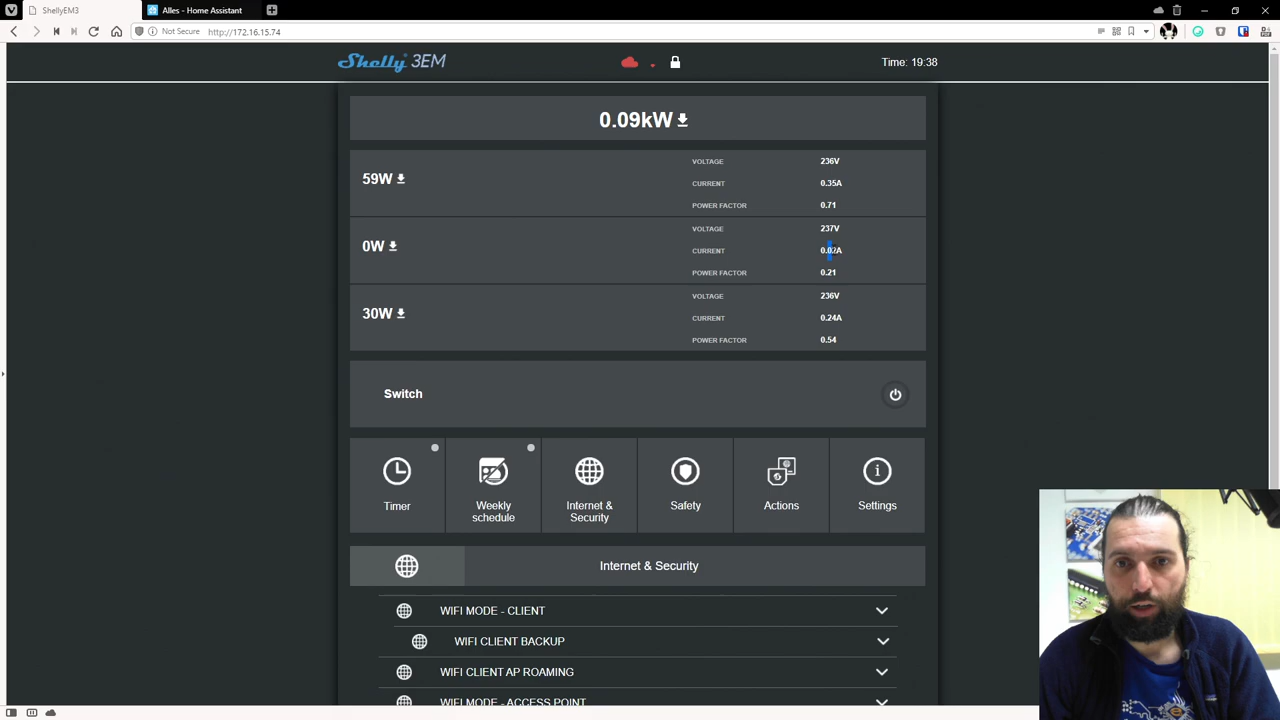 ShellyEM3
Alles - Home Assistant
Not Secure
http://172.16.15.74
Shelly 3EM
Time: 19:38
0.09kW
59W
VOLTAGE 236V
CURRENT 0.35A
POWER FACTOR 0.71
0W
VOLTAGE 237V
CURRENT 0.02A
POWER FACTOR 0.21
30W
VOLTAGE 236V
CURRENT 0.24A
POWER FACTOR 0.54
Switch
Timer
Weekly schedule
Internet & Security
Safety
Actions
Settings
Internet & Security
WIFI MODE - CLIENT
WIFI CLIENT BACKUP
WIFI CLIENT AP ROAMING
WIFI MODE - ACCESS POINT